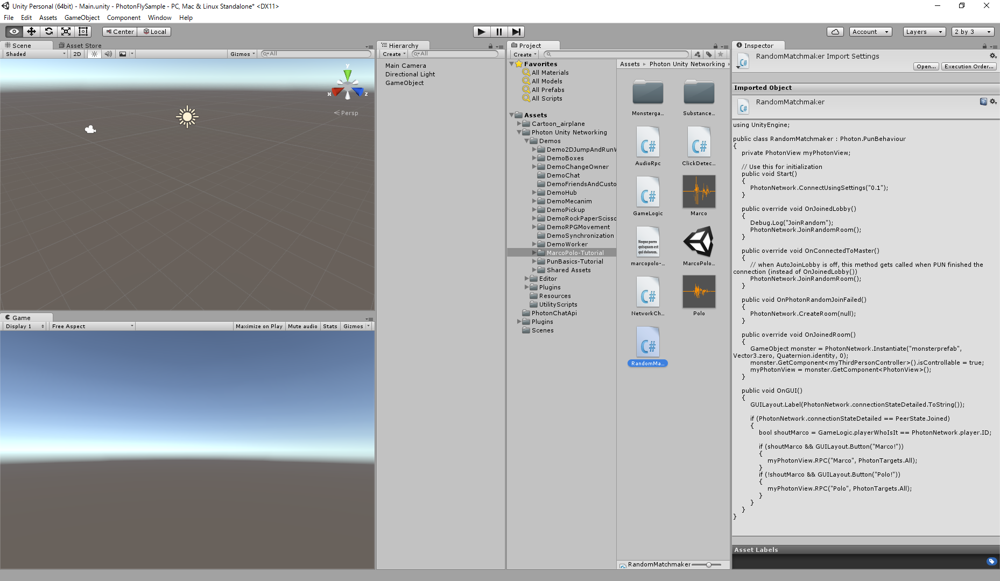 Unity Personal (64bit) - Main.unity - PhotonFlySample - PC, Mac & Linux Standalone* <DX11>
File Edit Assets GameObject Component Window Help
Center Local
Account Layers 2 by 3
Scene Asset Store
Shaded 2D Gizmos All
y
x z
Persp
Game
Display 1 Free Aspect Maximize on Play Mute audio Stats Gizmos
Hierarchy
Create All
Main Camera
Directional Light
GameObject
Project
Create
Favorites
All Materials
All Models
All Prefabs
All Scripts
Assets
Cartoon_airplane
Photon Unity Networking
Demos
Demo2DJumpAndRunW
DemoBoxes
DemoChangeOwner
DemoChat
DemoFriendsAndCusto
DemoHub
DemoMecanim
DemoPickup
DemoRockPaperScisso
DemoRPGMovement
DemoSynchronization
DemoWorker
MarcoPolo-Tutorial
PunBasics-Tutorial
Shared Assets
Editor
Plugins
Resources
UtilityScripts
PhotonChatApi
Plugins
Scenes
Assets Photon Unity Networking
Monsterga...
Substance...
C#
AudioRpc
C#
ClickDetec...
C#
GameLogic
Marco
Neque porro
quisquam est
qui dolorem.
marcopolo-...
MarcoPolo...
C#
NetworkCh...
Polo
C#
RandomMa...
RandomMatchmaker
Inspector
C#
RandomMatchmaker Import Settings
Open... Execution Order...
Imported Object
C#
RandomMatchmaker
using UnityEngine;
public class RandomMatchmaker : Photon.PunBehaviour
{
private PhotonView myPhotonView;
// Use this for initialization
public void Start()
{
PhotonNetwork.ConnectUsingSettings("0.1");
}
public override void OnJoinedLobby()
{
Debug.Log("JoinRandom");
PhotonNetwork.JoinRandomRoom();
}
public override void OnConnectedToMaster()
{
// when AutoJoinLobby is off, this method gets called when PUN finished the
connection (instead of OnJoinedLobby())
PhotonNetwork.JoinRandomRoom();
}
public void OnPhotonRandomJoinFailed()
{
PhotonNetwork.CreateRoom(null);
}
public override void OnJoinedRoom()
{
GameObject monster = PhotonNetwork.Instantiate("monsterprefab",
Vector3.zero, Quaternion.identity, 0);
monster.GetComponent<myThirdPersonController>().isControllable = true;
myPhotonView = monster.GetComponent<PhotonView>();
}
public void OnGUI()
{
GUILayout.Label(PhotonNetwork.connectionStateDetailed.ToString());
if (PhotonNetwork.connectionStateDetailed == PeerState.Joined)
{
bool shoutMarco = GameLogic.playerWhoIsIt == PhotonNetwork.player.ID;
if (shoutMarco && GUILayout.Button("Marco!"))
{
myPhotonView.RPC("Marco", PhotonTargets.All);
}
if (!shoutMarco && GUILayout.Button("Polo!"))
{
myPhotonView.RPC("Polo", PhotonTargets.All);
}
}
}
}
Asset Labels